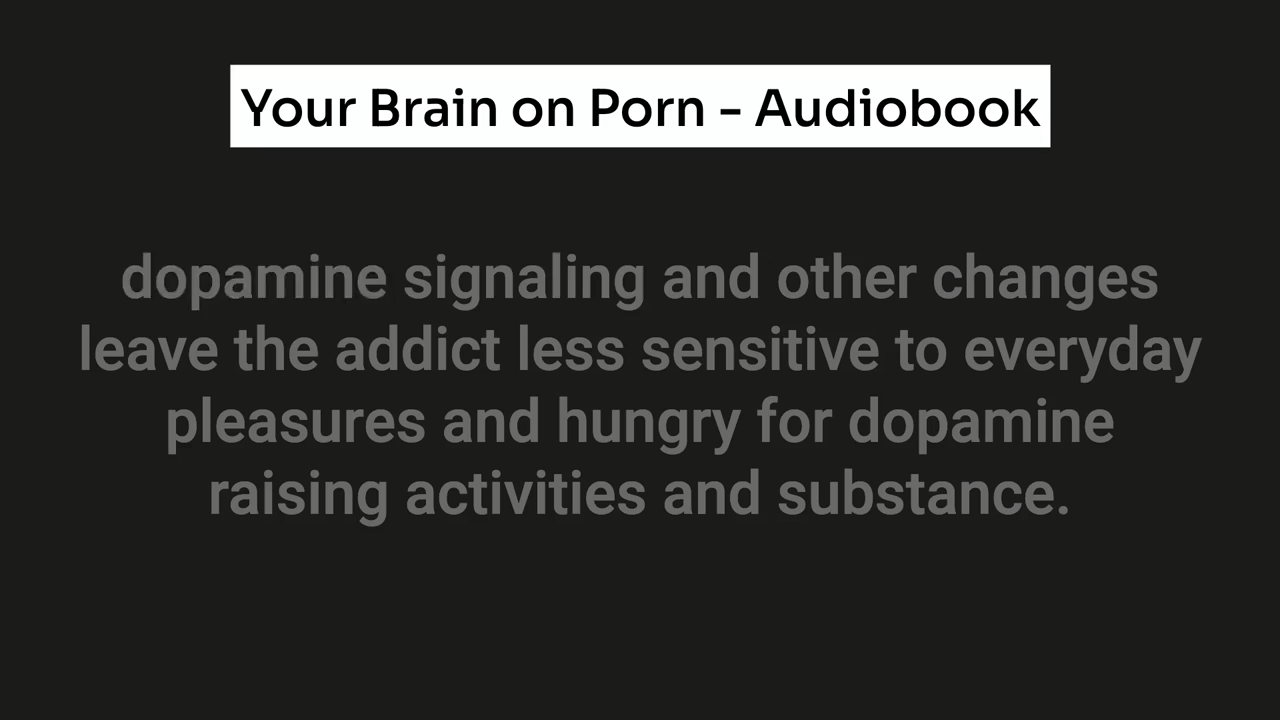 Your Brain on Porn - Audiobook
dopamine signaling and other changes
leave the addict less sensitive to everyday
pleasures and hungry for dopamine
raising activities and substance.